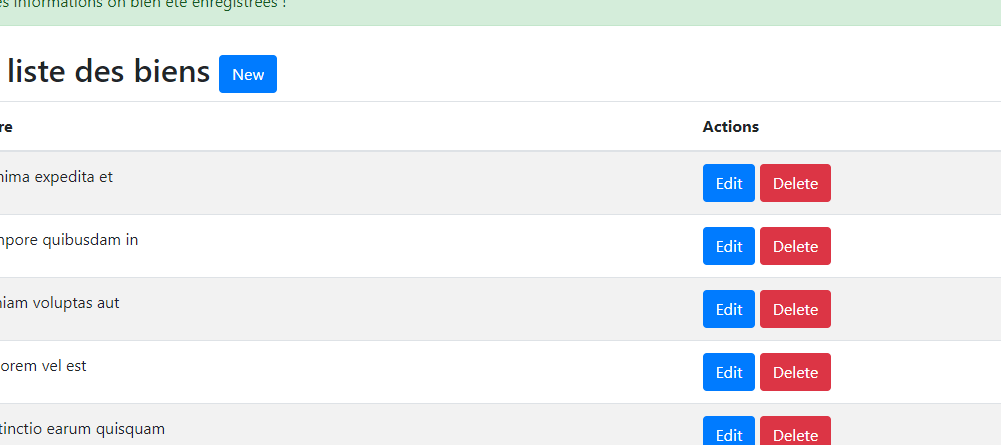 es informations on bien été enregistrées !
liste des biens New
re Actions
nima expedita et Edit Delete
mpore quibusdam in Edit Delete
niam voluptas aut Edit Delete
orem vel est Edit Delete
tinctio earum quisquam Edit Delete